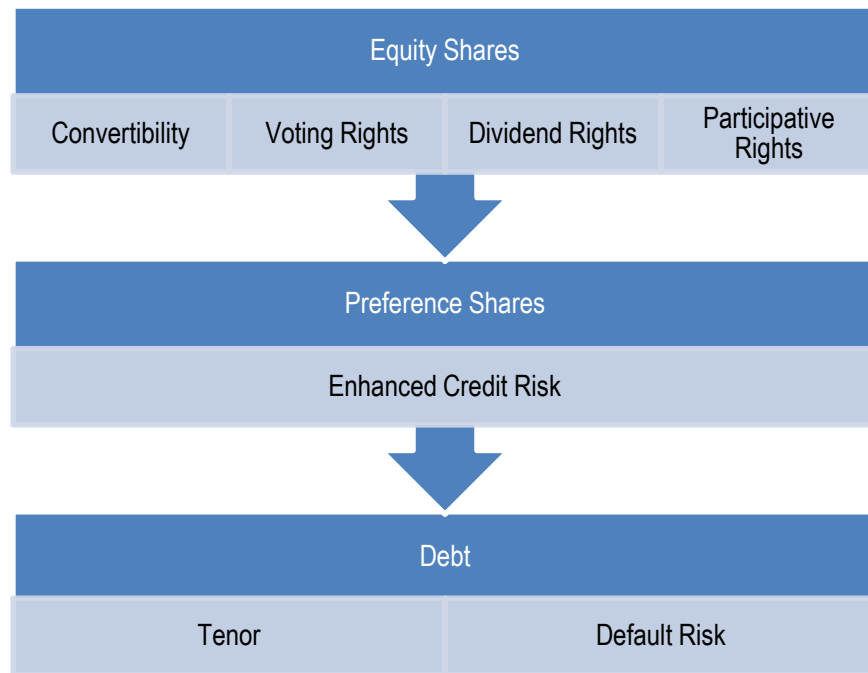 Equity Shares
Convertibility
Voting Rights
Dividend Rights
Participative
Rights
Preference Shares
Enhanced Credit Risk
Debt
Tenor
Default Risk